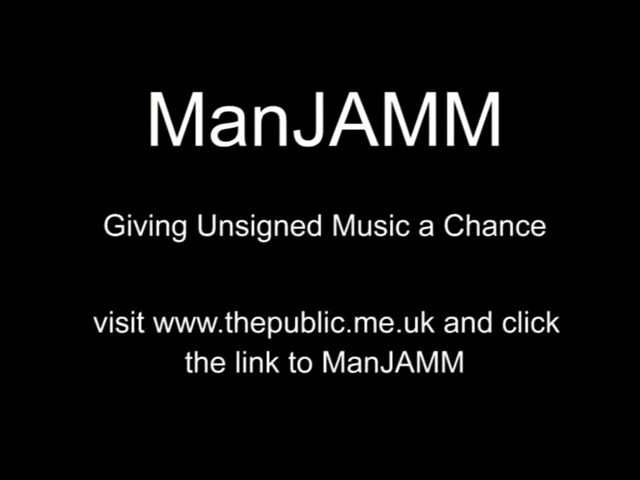 ManJAMM
Giving Unsigned Music a Chance
visit www.thepublic.me.uk and click
the link to ManJAMM